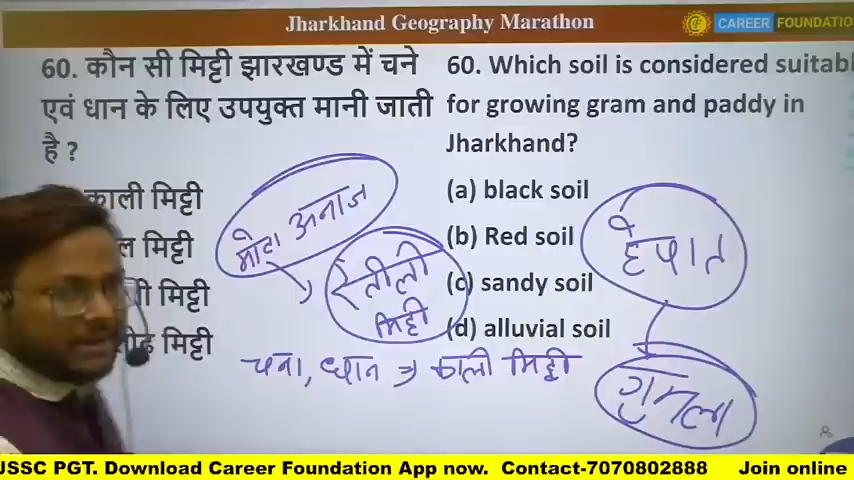 Jharkhand Geography Marathon
CAREER FOUNDATIO
60. कौन सी मिट्टी झारखण्ड में चने
एवं धान के लिए उपयुक्त मानी जाती
है ?
काली मिट्टी
ल मिट्टी
ी मिट्टी
मिट्टी
60. Which soil is considered suitabl
for growing gram and paddy in
Jharkhand?
(a) black soil
(b) Red soil
(c) sandy soil
(d) alluvial soil
मोटा अनाज
रेतीली
मिट्टी
चना, धान ⇒ काली मिट्टी
हेपात
गुमला
JSSC PGT. Download Career Foundation App now. Contact-7070802888 Join online